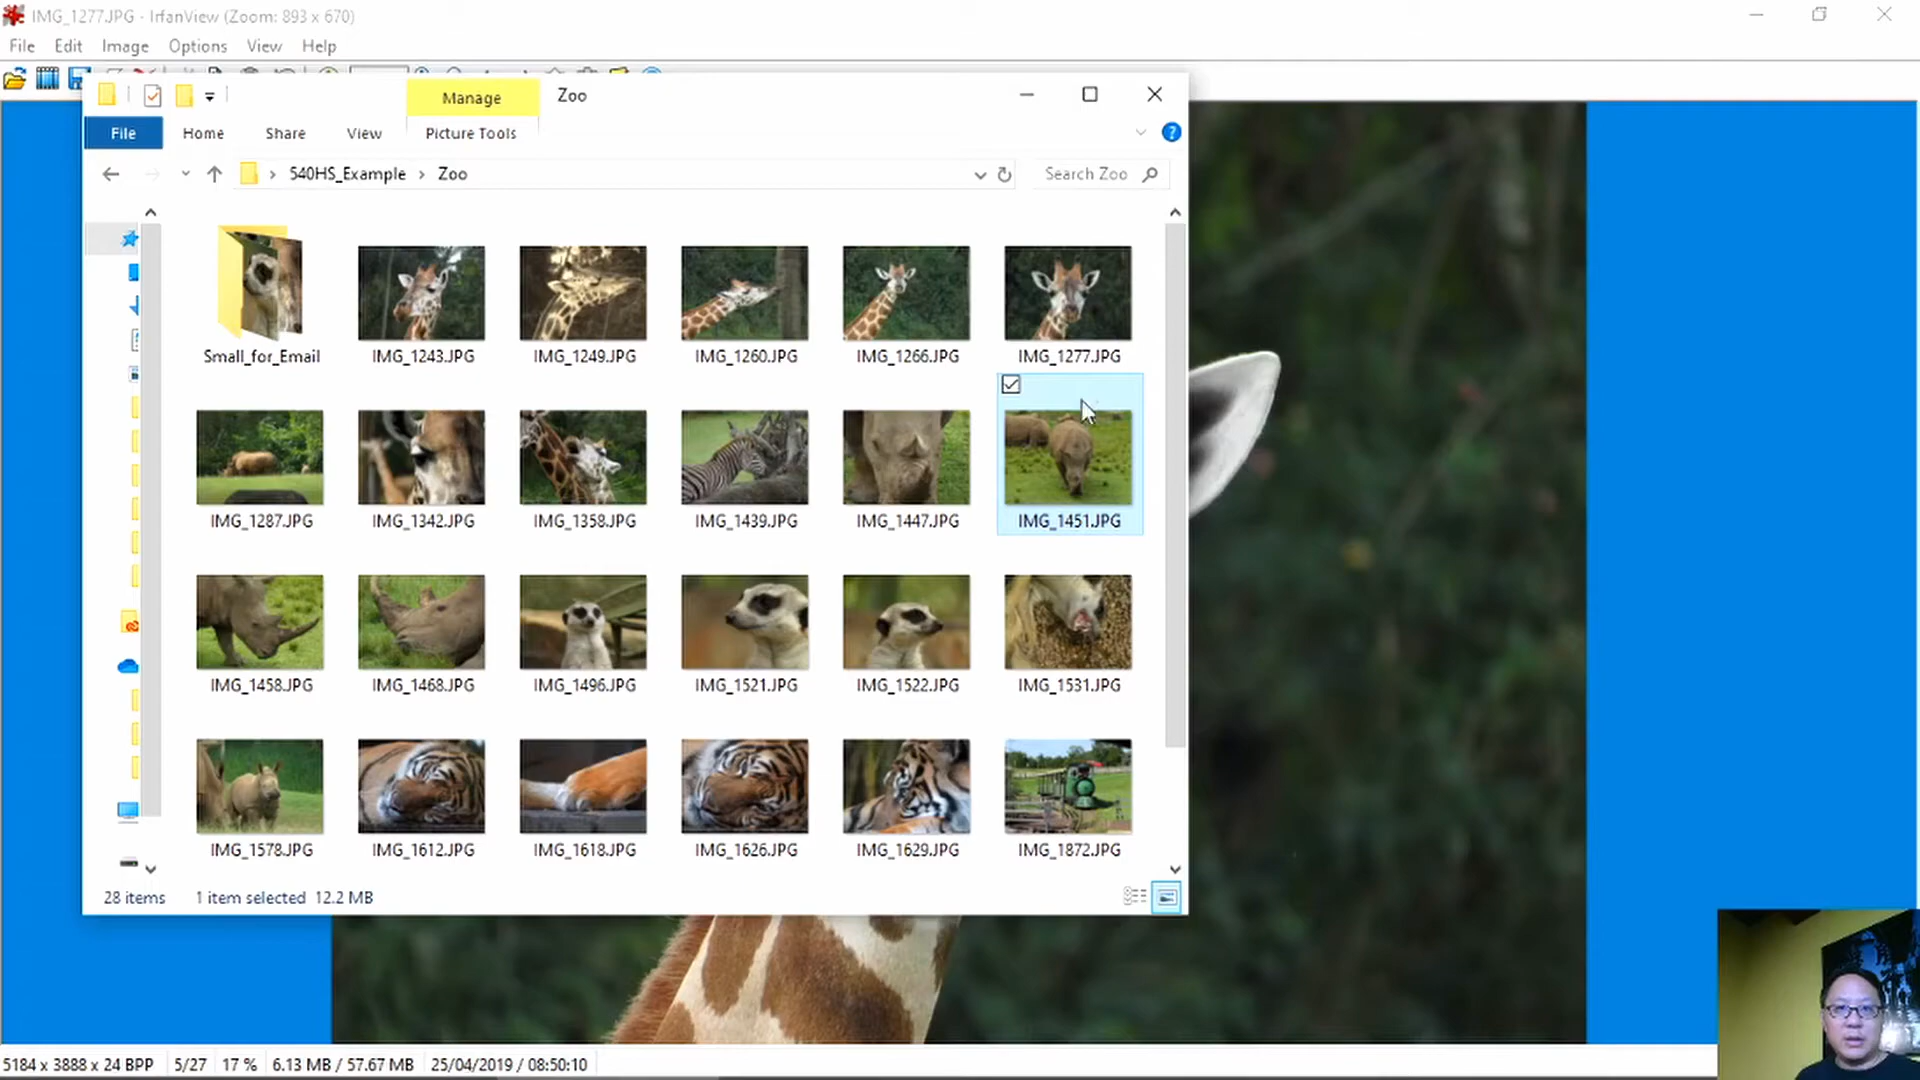 IMG_1277.JPG - IrfanView (Zoom: 893 x 670)
File Edit Image Options View Help
Manage Zoo
File Home Share View Picture Tools
540HS_Example Zoo Search Zoo
Small_for_Email IMG_1243.JPG IMG_1249.JPG IMG_1260.JPG IMG_1266.JPG IMG_1277.JPG
IMG_1287.JPG IMG_1342.JPG IMG_1358.JPG IMG_1439.JPG IMG_1447.JPG IMG_1451.JPG
IMG_1458.JPG IMG_1468.JPG IMG_1496.JPG IMG_1521.JPG IMG_1522.JPG IMG_1531.JPG
IMG_1578.JPG IMG_1612.JPG IMG_1618.JPG IMG_1626.JPG IMG_1629.JPG IMG_1872.JPG
28 items 1 item selected 12.2 MB
5184 x 3888 x 24 BPP 5/27 17 % 6.13 MB / 57.67 MB 25/04/2019 / 08:50:10